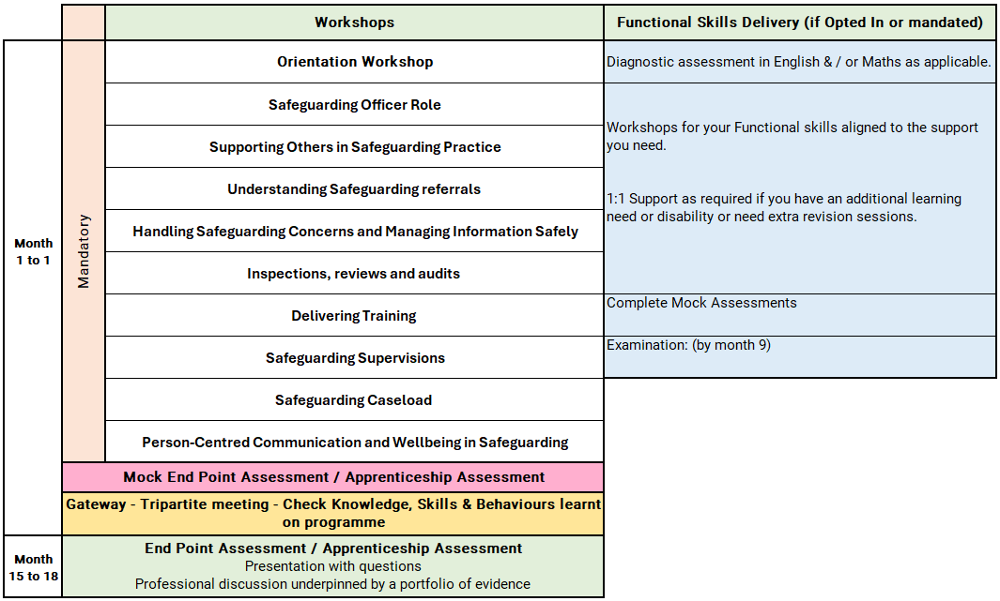 Workshops
Functional Skills Delivery (if Opted In or mandated)
Month
1 to 1
Mandatory
Orientation Workshop
Diagnostic assessment in English & / or Maths as applicable.
Safeguarding Officer Role
Supporting Others in Safeguarding Practice
Understanding Safeguarding referrals
Handling Safeguarding Concerns and Managing Information Safely
Inspections, reviews and audits
Workshops for your Functional skills aligned to the support
you need.
1:1 Support as required if you have an additional learning
need or disability or need extra revision sessions.
Delivering Training
Complete Mock Assessments
Safeguarding Supervisions
Examination: (by month 9)
Safeguarding Caseload
Person-Centred Communication and Wellbeing in Safeguarding
Mock End Point Assessment / Apprenticeship Assessment
Gateway - Tripartite meeting - Check Knowledge, Skills & Behaviours learnt
on programme
Month
15 to 18
End Point Assessment / Apprenticeship Assessment
Presentation with questions
Professional discussion underpinned by a portfolio of evidence